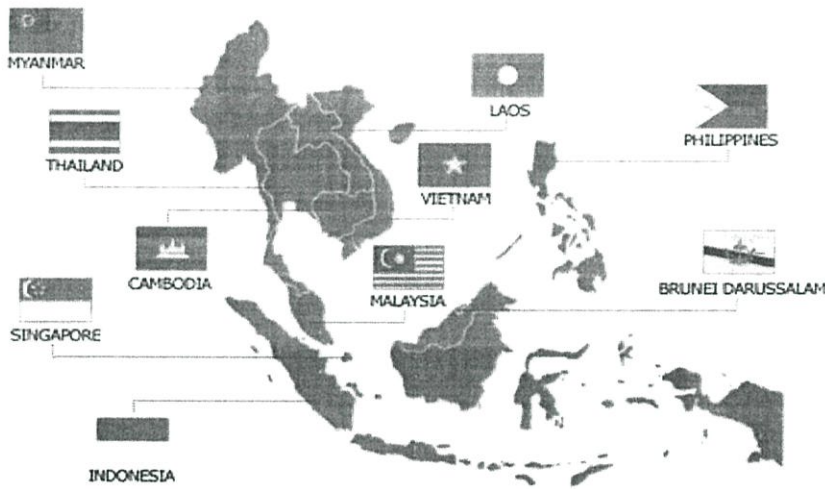 MYANMAR
LAOS
PHILIPPINES
THAILAND
VIETNAM
CAMBODIA
MALAYSIA
BRUNEI DARUSSALAM
SINGAPORE
INDONESIA